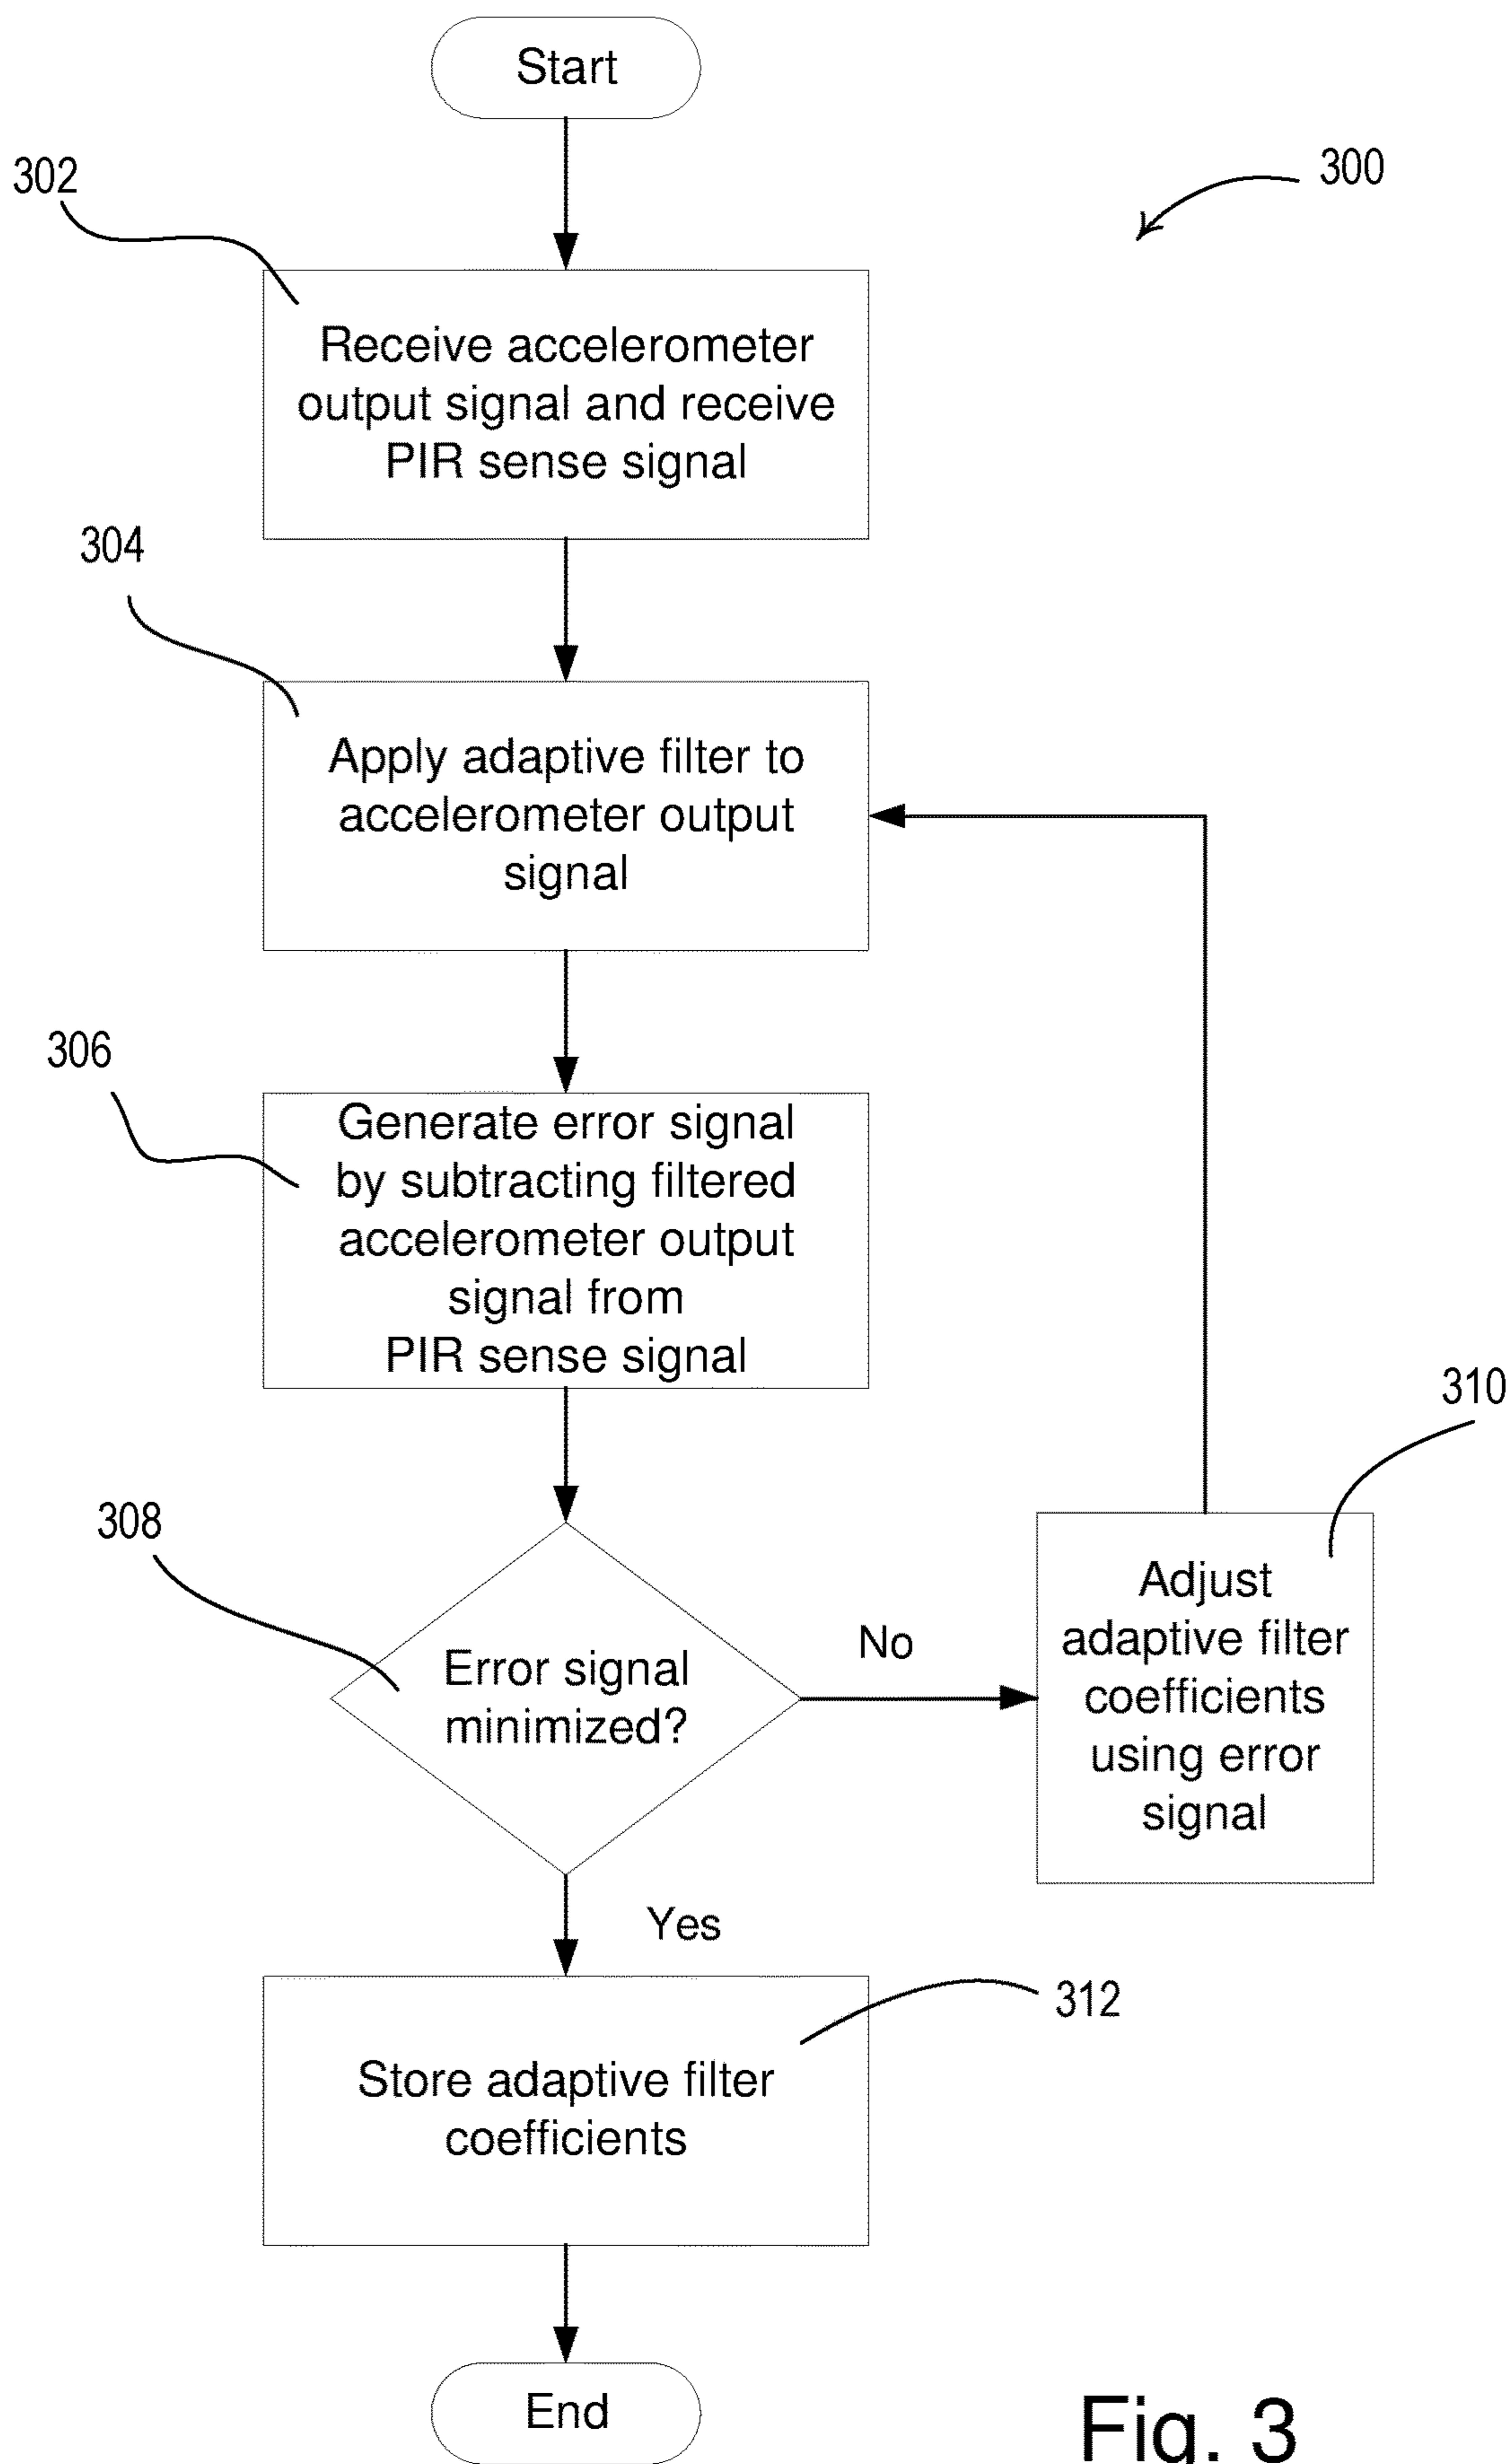 Start
302
300
Receive accelerometer
output signal and receive
PIR sense signal
304
Apply adaptive filter to
accelerometer output
signal
306
Generate error signal
by subtracting filtered
accelerometer output
signal from
PIR sense signal
310
308
Error signal
minimized?
No
Adjust
adaptive filter
coefficients
using error
signal
Yes
312
Store adaptive filter
coefficients
End
Fig. 3